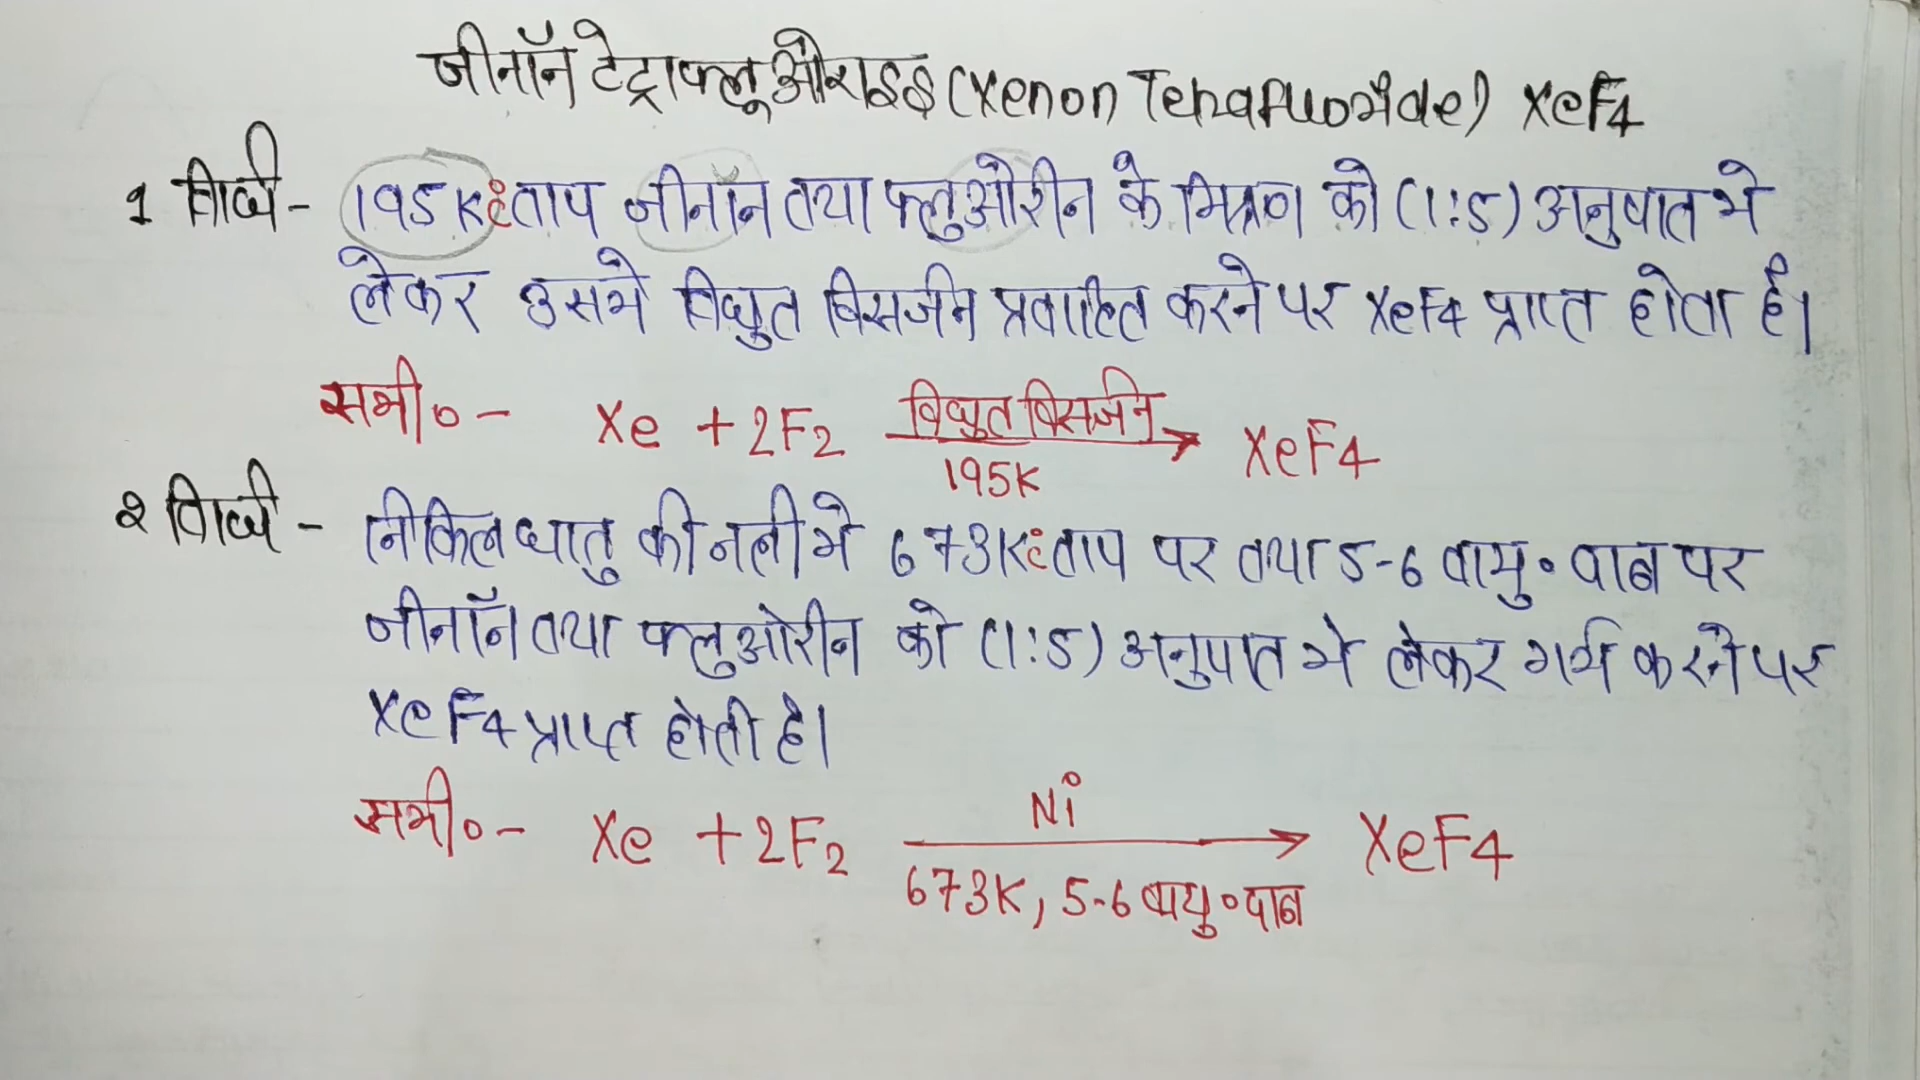 जीनॉन टेट्राफ्लूओराइड (Xenon Tetrafluoride) XeF4
1 विधि - 195K ताप जीनॉन तथा फ्लुओरीन के मिश्रण को (1:5) अनुपात मे
लेकर उसमे विद्युत विसर्जन प्रवाहित करने पर XeF4 प्राप्त होता है।
समी० - Xe + 2F2 विद्युत विसर्जन → XeF4
195K
2 विधि - निकिल धातु की नली मे 673K ताप पर तथा 5-6 वायु० दाब पर
जीनॉन तथा फ्लुओरीन को (1:5) अनुपात मे लेकर गर्म करने पर
XeF4 प्राप्त होती है।
समी० - Xe + 2F2 Ni → XeF4
673K, 5-6 वायु० दाब